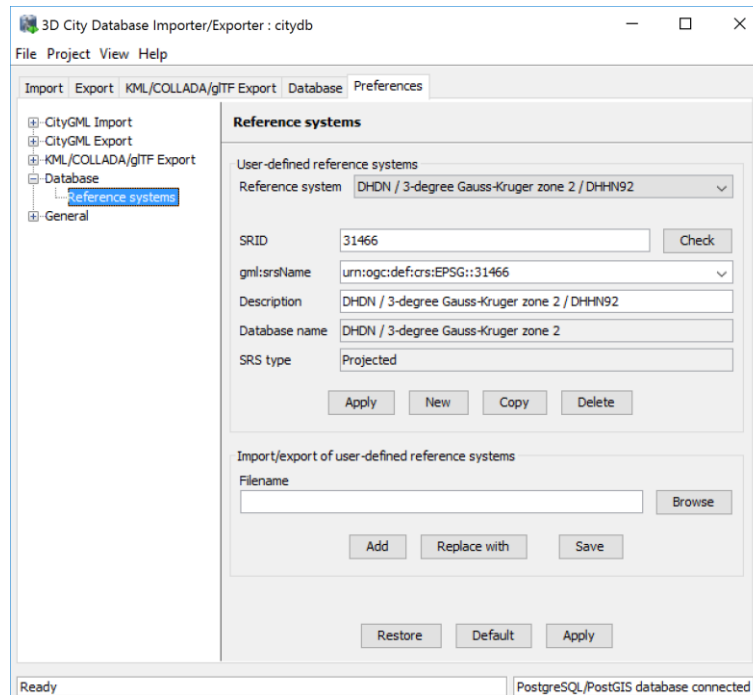 3D City Database Importer/Exporter : citydb
File Project View Help
Import Export KML/COLLADA/glTF Export Database Preferences
CityGML Import
CityGML Export
KML/COLLADA/glTF Export
Database
Reference systems
General
Reference systems
User-defined reference systems
Reference system DHDN / 3-degree Gauss-Kruger zone 2 / DHHN92
SRID 31466 Check
gml:srsName urn:ogc:def:crs:EPSG::31466
Description DHDN / 3-degree Gauss-Kruger zone 2 / DHHN92
Database name DHDN / 3-degree Gauss-Kruger zone 2
SRS type Projected
Apply New Copy Delete
Import/export of user-defined reference systems
Filename
Browse
Add Replace with Save
Restore Default Apply
Ready PostgreSQL/PostGIS database connected